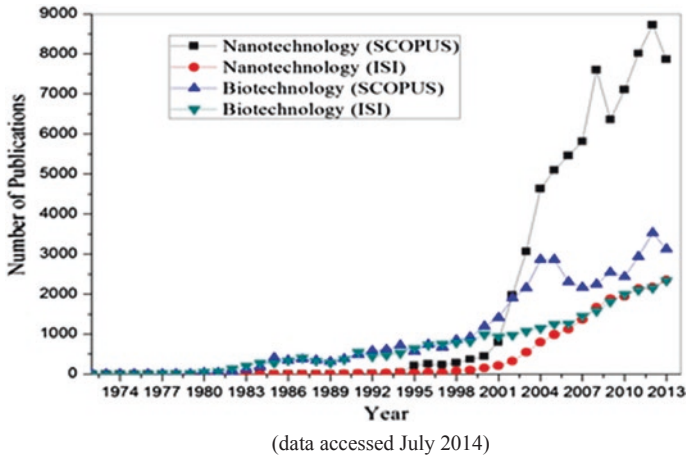 9000
8000
7000
6000
5000
4000
3000
2000
1000
0
Number of Publications
Nanotechnology (SCOPUS)
Nanotechnology (ISI)
Biotechnology (SCOPUS)
Biotechnology (ISI)
1974 1977 1980 1983 1986 1989 1992 1995 1998 2001 2004 2007 2010 2013
Year
(data accessed July 2014)